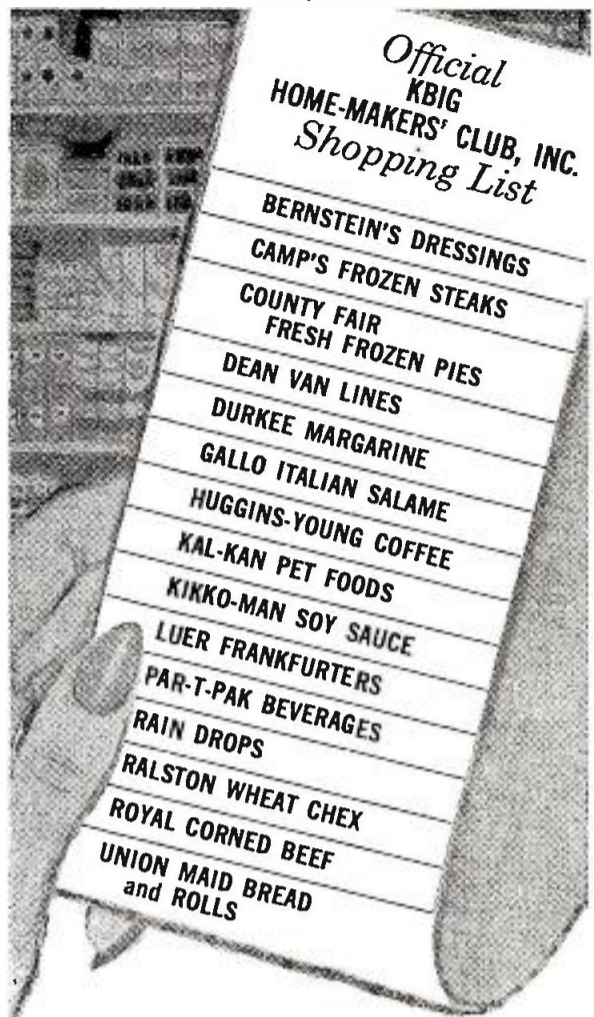 Official
KBIG
HOME-MAKERS' CLUB, INC.
Shopping List
BERNSTEIN'S DRESSINGS
CAMP'S FROZEN STEAKS
COUNTY FAIR
FRESH FROZEN PIES
DEAN VAN LINES
DURKEE MARGARINE
GALLO ITALIAN SALAME
HUGGINS-YOUNG COFFEE
KAL-KAN PET FOODS
KIKKO-MAN SOY SAUCE
LUER FRANKFURTERS
PAR-T-PAK BEVERAGES
RAIN DROPS
RALSTON WHEAT CHEX
ROYAL CORNED BEEF
UNION MAID BREAD
and ROLLS